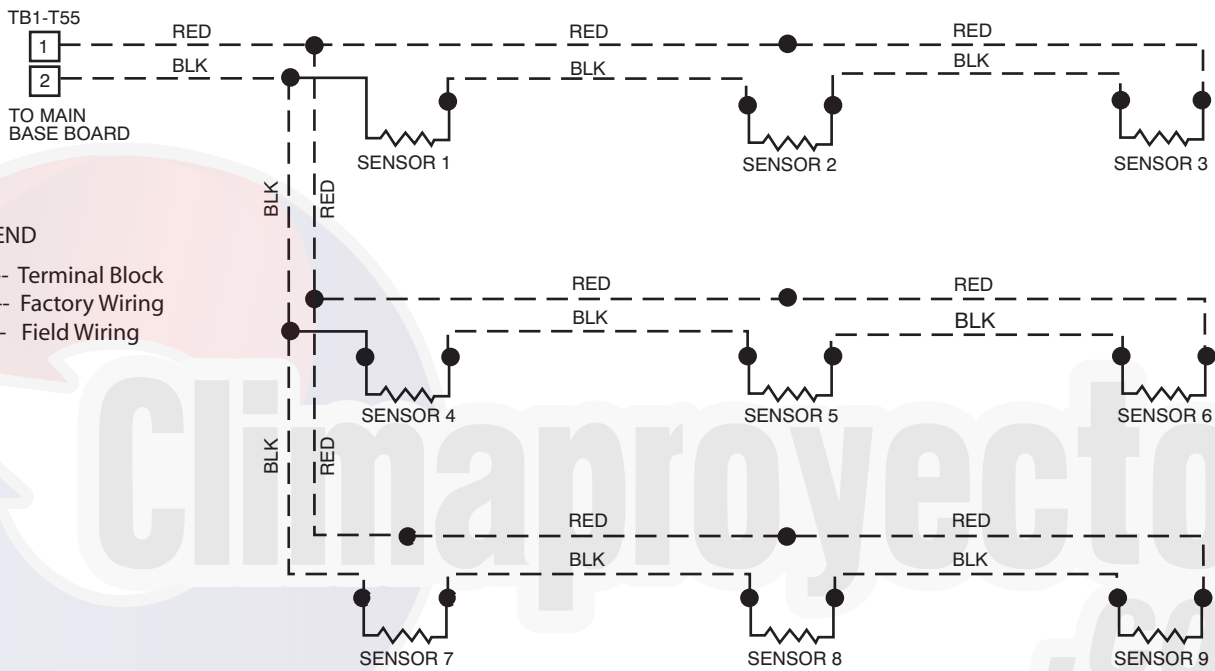 TB1-T55
RED RED RED
1
BLK BLK BLK
2
TO MAIN
BASE BOARD
SENSOR 1 SENSOR 2 SENSOR 3
BLK RED
END
-- Terminal Block
-- Factory Wiring
- Field Wiring
RED RED
BLK BLK
SENSOR 4 SENSOR 5 SENSOR 6
BLK RED
RED RED
BLK BLK
SENSOR 7 SENSOR 8 SENSOR 9
Climaproyecto
.co